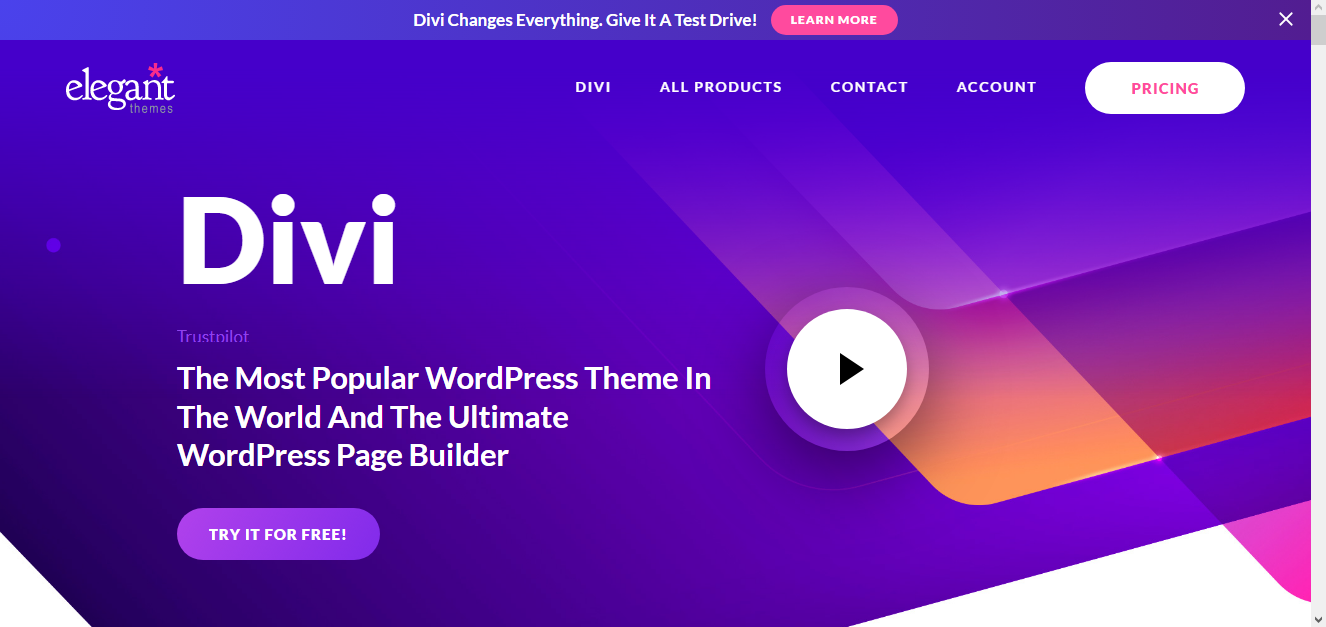 Divi Changes Everything. Give It A Test Drive!
LEARN MORE
elegant
themes
DIVI
ALL PRODUCTS
CONTACT
ACCOUNT
PRICING
Divi
Trustpilot
The Most Popular WordPress Theme In
The World And The Ultimate
WordPress Page Builder
TRY IT FOR FREE!